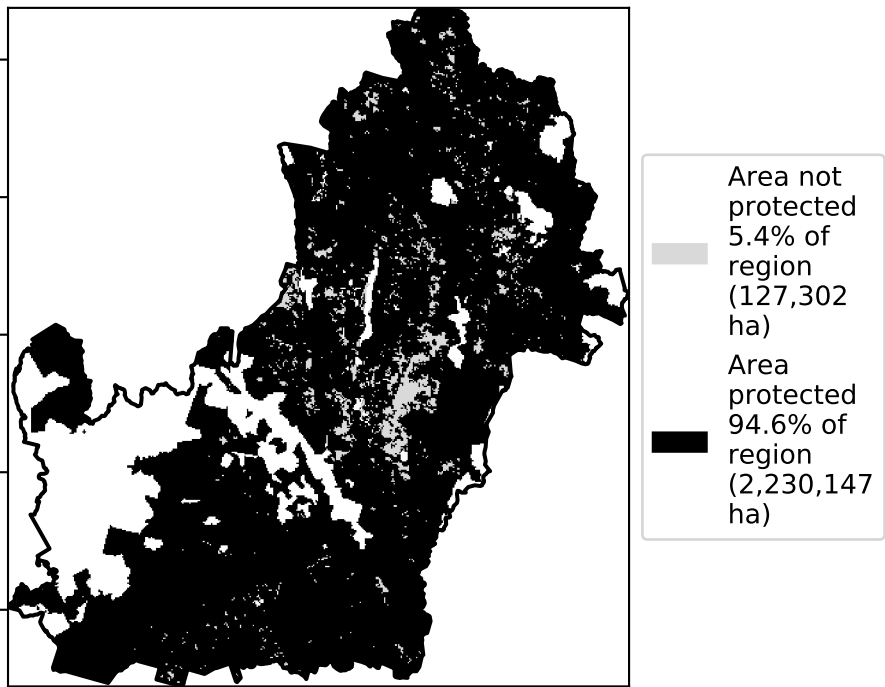 Area not
protected
5.4% of
region
(127,302
ha)
Area
protected
94.6% of
region
(2,230,147
ha)